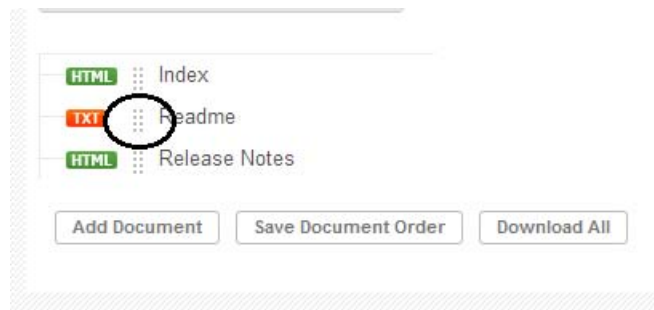 HTML Index
TXT Readme
HTML Release Notes
Add Document Save Document Order Download All